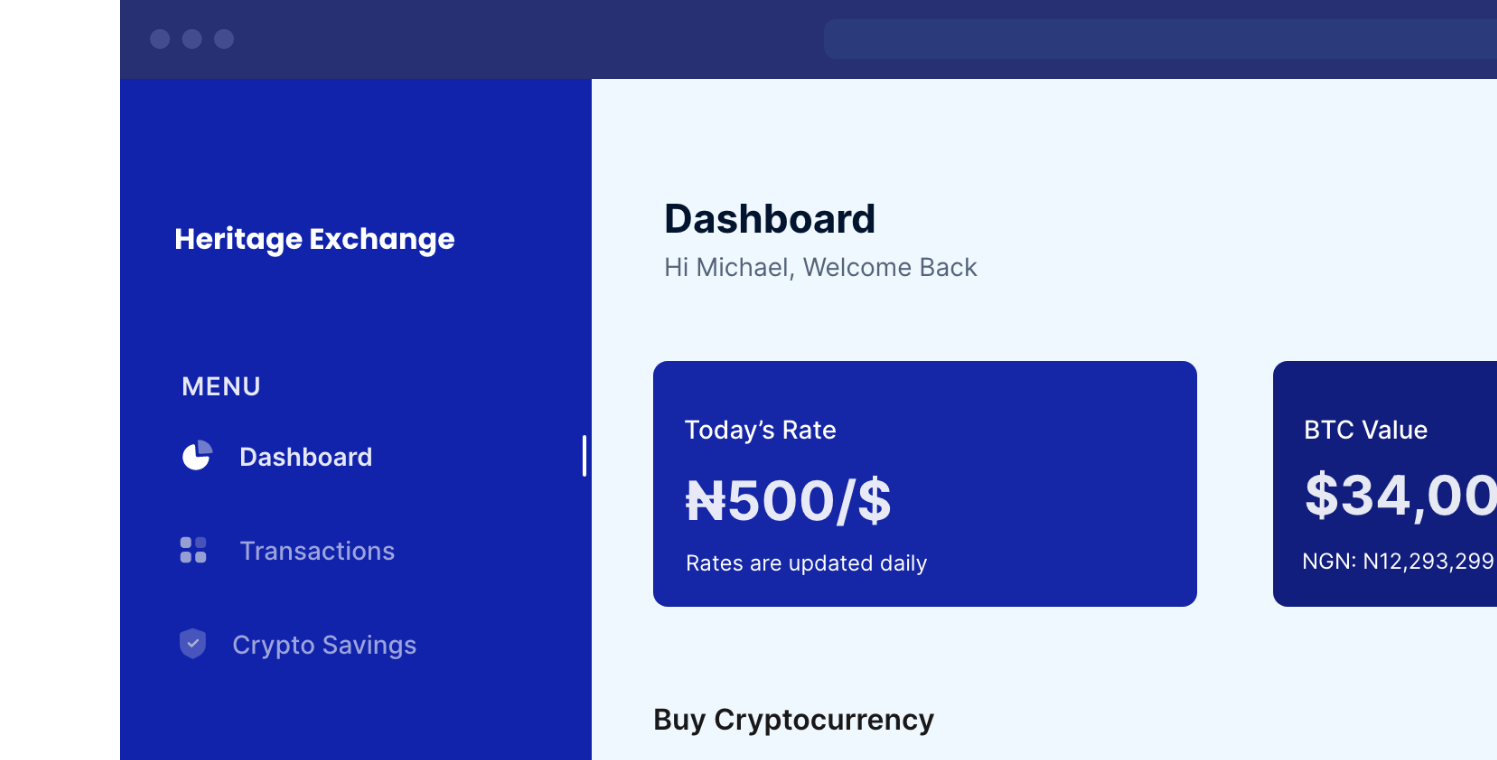 Heritage Exchange
MENU
Dashboard
Transactions
Crypto Savings
Dashboard
Hi Michael, Welcome Back
Today’s Rate
₦500/$
Rates are updated daily
BTC Value
$34,00
NGN: N12,293,299
Buy Cryptocurrency